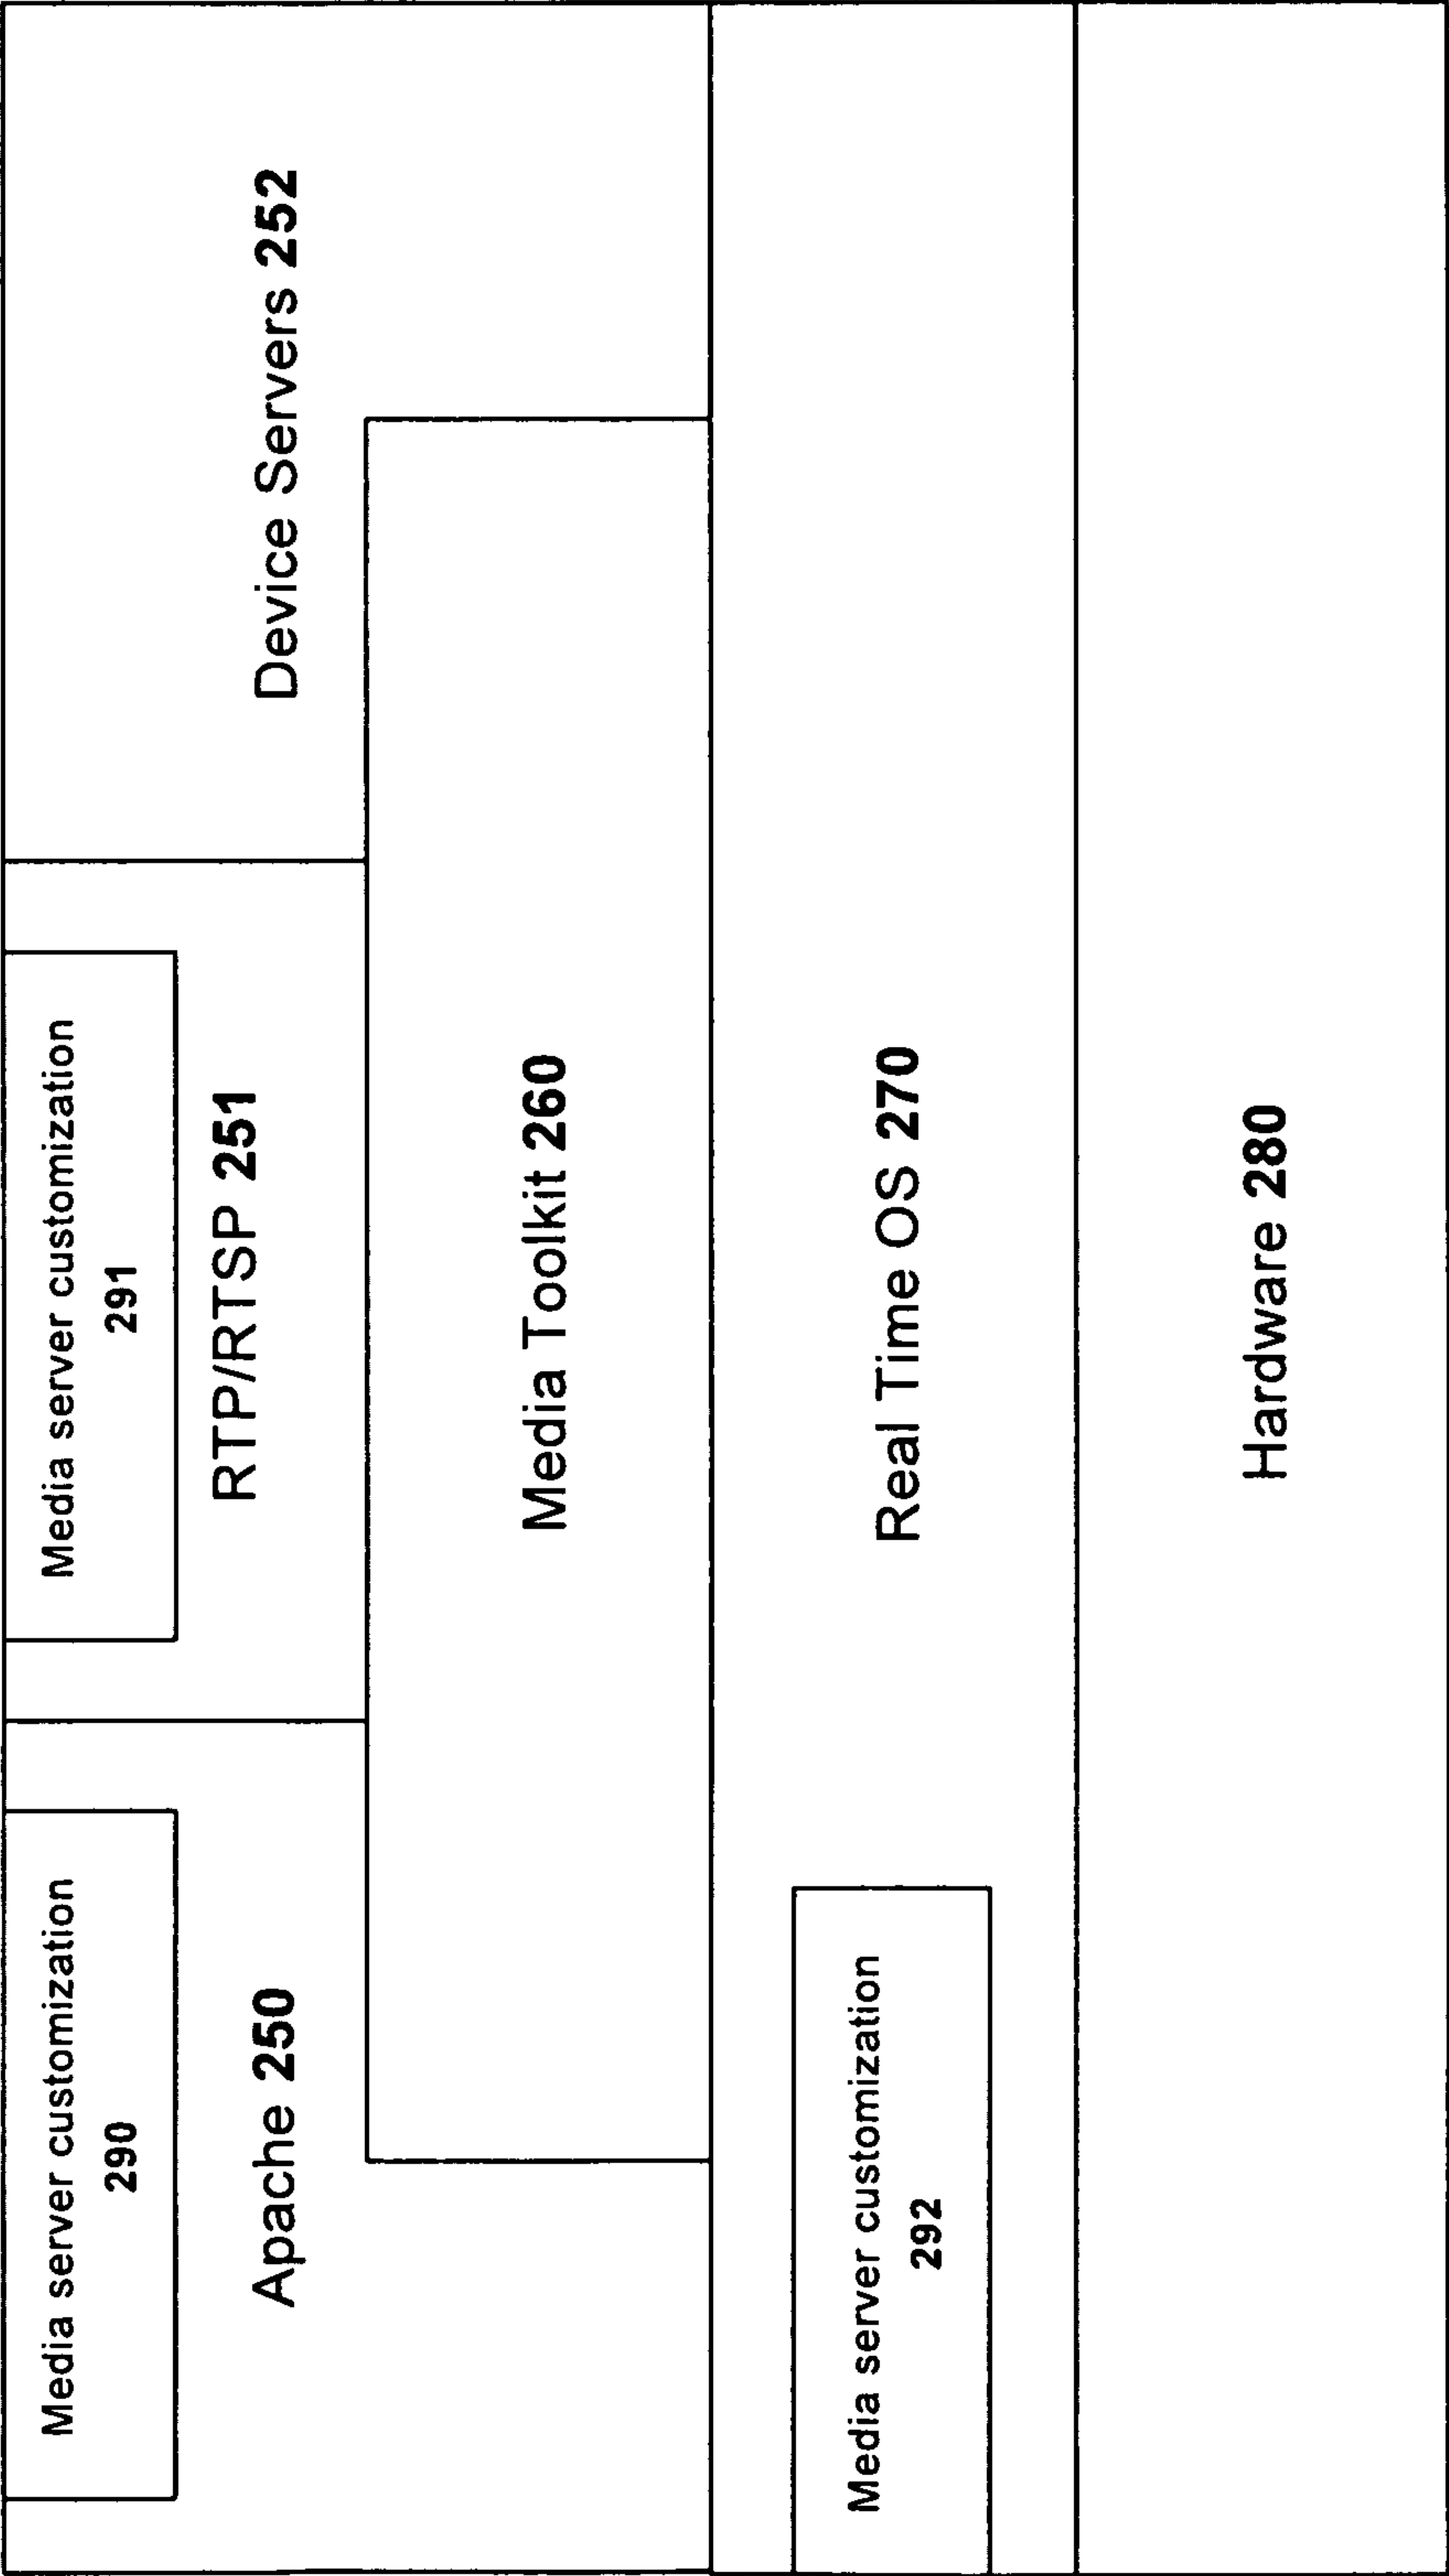 Media server customization
290
Apache 250
Media server customization
291
RTP/RTSP 251
Device Servers 252
Media Toolkit 260
Media server customization
292
Real Time OS 270
Hardware 280